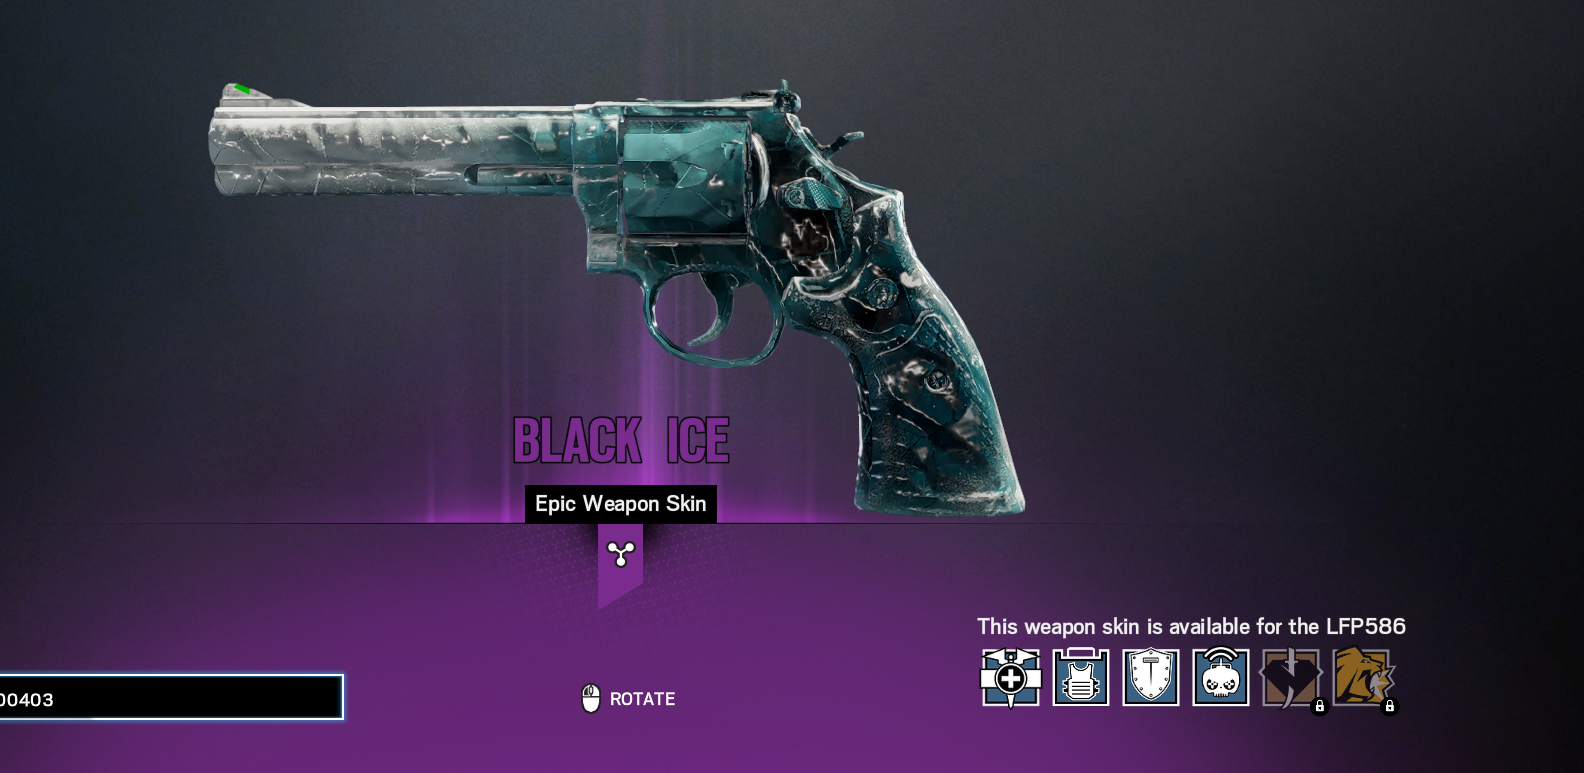 BLACK ICE
Epic Weapon Skin
This weapon skin is available for the LFP586
00403
ROTATE